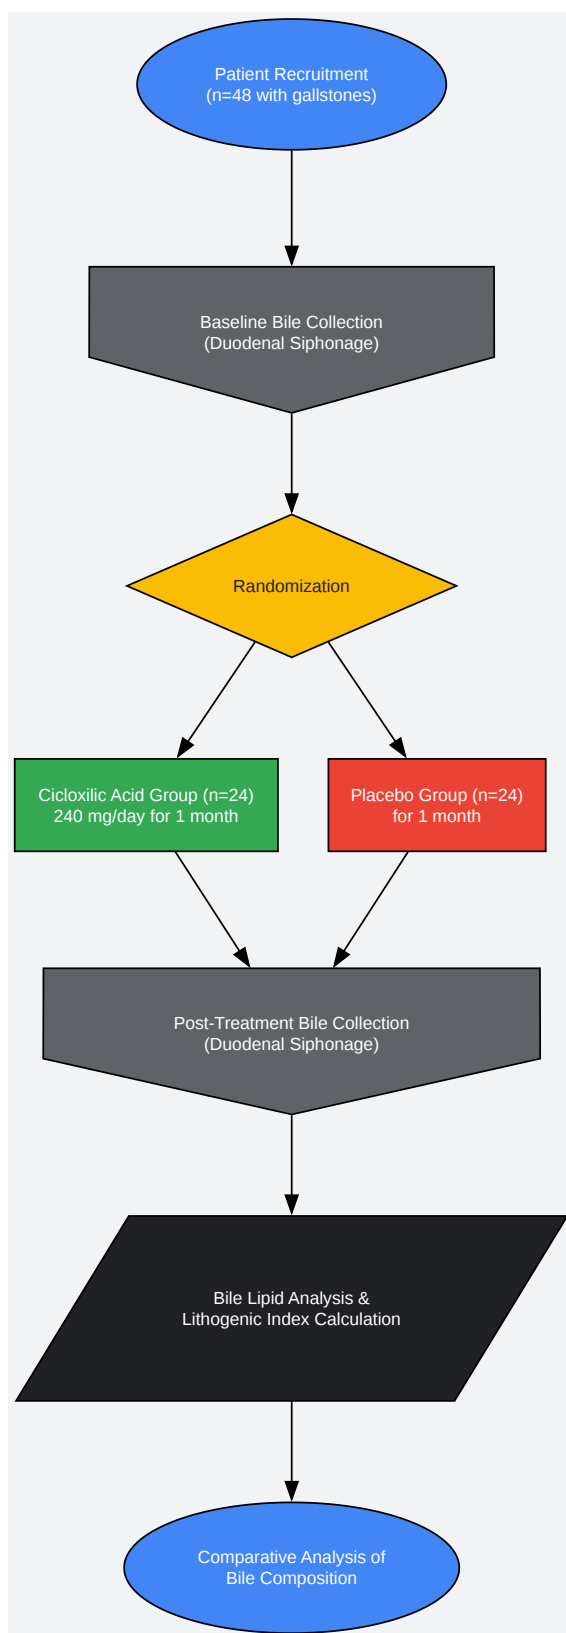 Patient Recruitment
(n=48 with gallstones)
Baseline Bile Collection
(Duodenal Siphonage)
Randomization
Cicloxilic Acid Group (n=24)
240 mg/day for 1 month
Placebo Group (n=24)
for 1 month
Post-Treatment Bile Collection
(Duodenal Siphonage)
Bile Lipid Analysis &
Lithogenic Index Calculation
Comparative Analysis of
Bile Composition